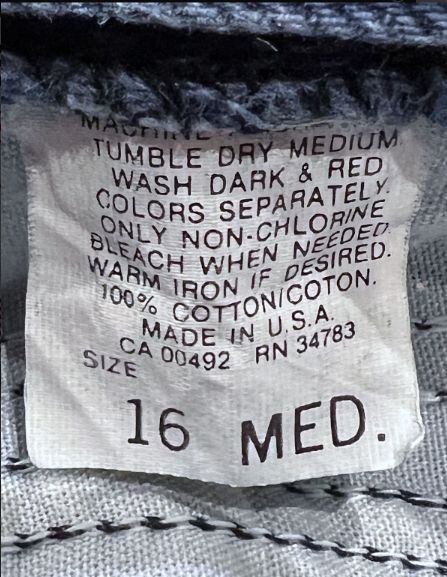 MACHINE
TUMBLE DRY MEDIUM
WASH DARK & RED
COLORS SEPARATELY.
ONLY NON-CHLORINE
BLEACH WHEN NEEDED.
WARM IRON IF DESIRED.
100% COTTON/COTON.
MADE IN U.S.A.
CA 00492 RN 34783
SIZE
16 MED.